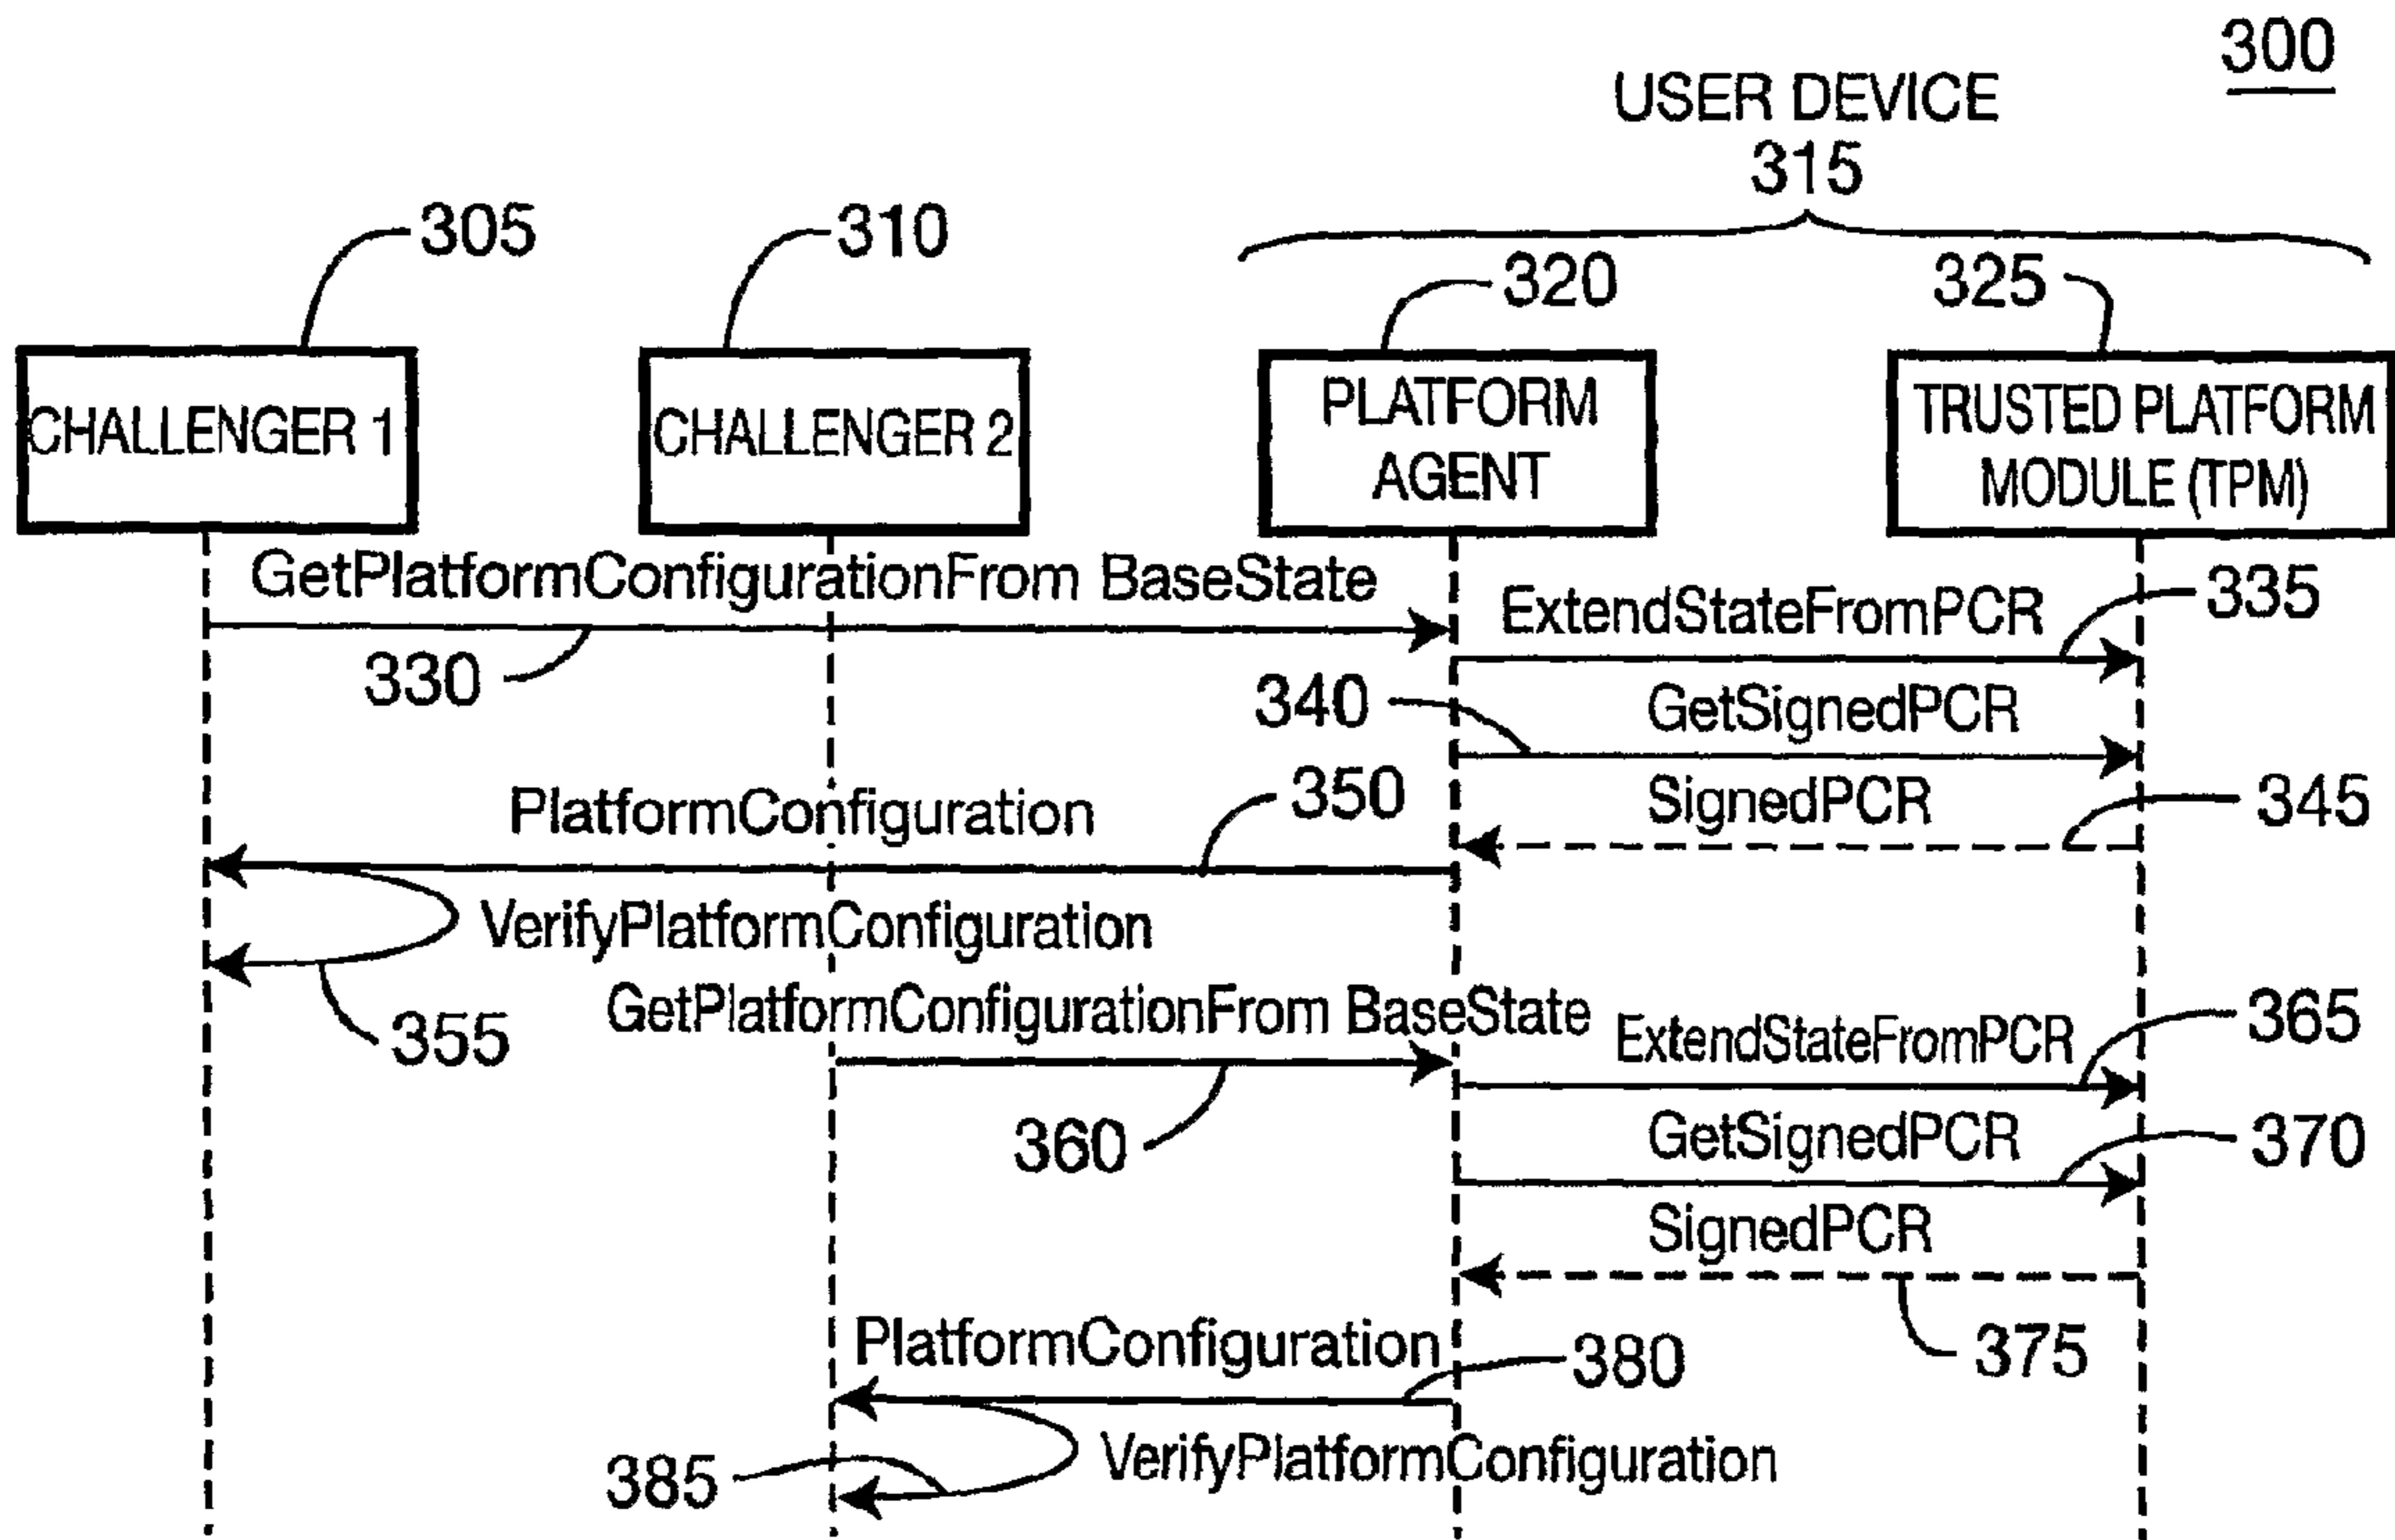 300
USER DEVICE
315
305
310
320
325
CHALLENGER 1
CHALLENGER 2
PLATFORM
AGENT
TRUSTED PLATFORM
MODULE (TPM)
GetPlatformConfigurationFrom BaseState
330
ExtendStateFromPCR
335
340
GetSignedPCR
PlatformConfiguration
350
SignedPCR
345
VerifyPlatformConfiguration
355
GetPlatformConfigurationFrom BaseState
360
ExtendStateFromPCR
365
GetSignedPCR
370
SignedPCR
375
PlatformConfiguration
380
VerifyPlatformConfiguration
385